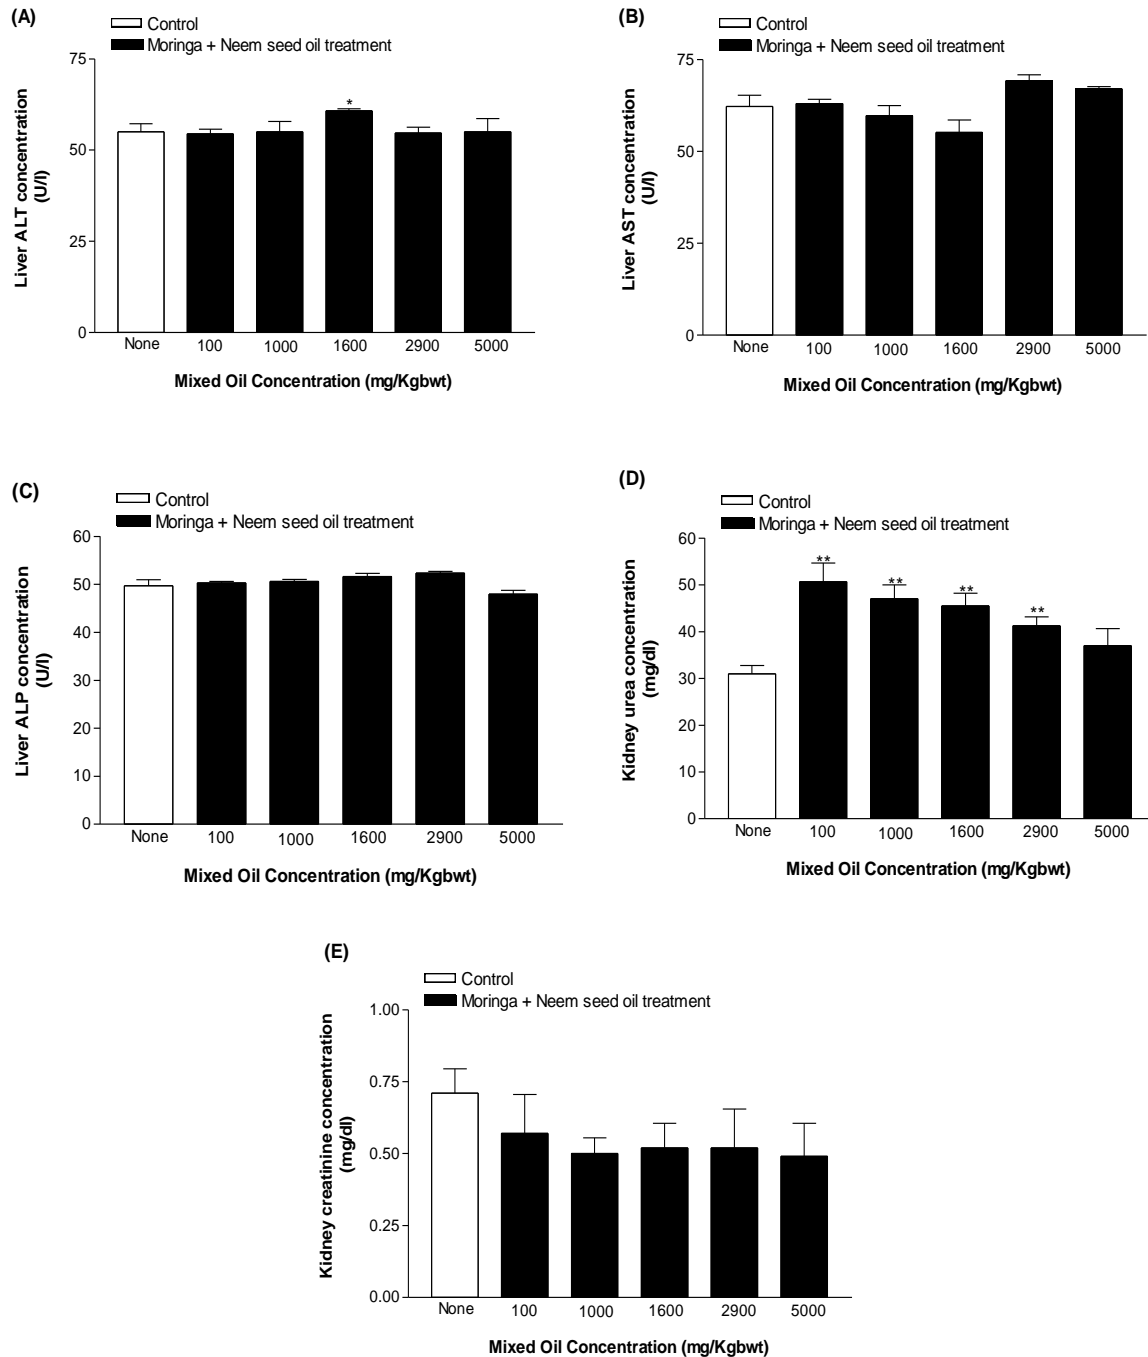 (A)
Control
Moringa + Neem seed oil treatment
Liver ALT concentration
(U/l)
75
50
25
0
*
None 100 1000 1600 2900 5000
Mixed Oil Concentration (mg/Kgbwt)
(B)
Control
Moringa + Neem seed oil treatment
Liver AST concentration
(U/l)
75
50
25
0
None 100 1000 1600 2900 5000
Mixed Oil Concentration (mg/Kgbwt)
(C)
Control
Moringa + Neem seed oil treatment
Liver ALP concentration
(U/l)
60
50
40
30
20
10
0
None 100 1000 1600 2900 5000
Mixed Oil Concentration (mg/Kgbwt)
(D)
Control
Moringa + Neem seed oil treatment
Kidney urea concentration
(mg/dl)
60
50
40
30
20
10
0
** ** ** **
None 100 1000 1600 2900 5000
Mixed Oil Concentration (mg/Kgbwt)
(E)
Control
Moringa + Neem seed oil treatment
Kidney creatinine concentration
(mg/dl)
1.00
0.75
0.50
0.25
0.00
None 100 1000 1600 2900 5000
Mixed Oil Concentration (mg/Kgbwt)